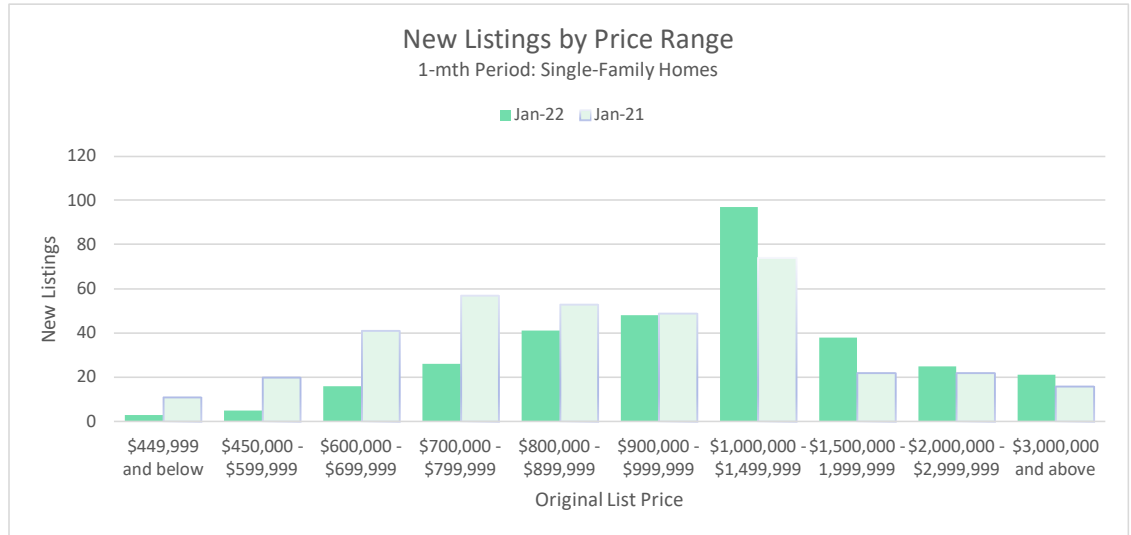 New Listings by Price Range
1-mth Period: Single-Family Homes
Jan-22 Jan-21
New Listings
120
100
80
60
40
20
0
$449,999 $450,000 - $600,000 - $700,000 - $800,000 - $900,000 - $1,000,000 - $1,500,000 - $2,000,000 - $3,000,000
and below $599,999 $699,999 $799,999 $899,999 $999,999 $1,499,999 1,999,999 $2,999,999 and above
Original List Price